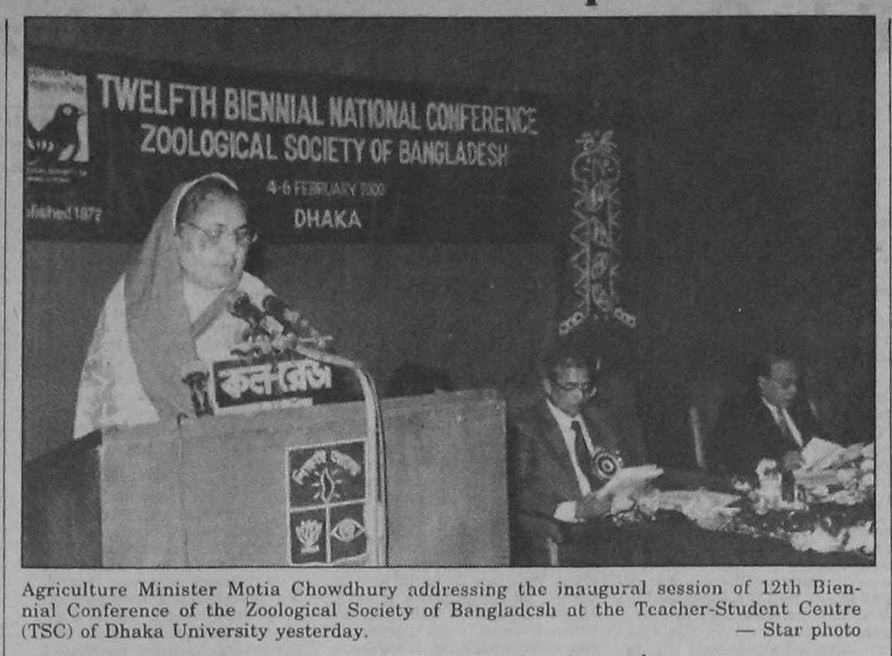 TWELFTH BIENNIAL NATIONAL CONFERENCE
ZOOLOGICAL SOCIETY OF BANGLADESH
4-6 FEBRUARY 2000
DHAKA
1972
কল-রেডী
Agriculture Minister Motia Chowdhury addressing the inaugural session of 12th Bien-
nial Conference of the Zoological Society of Bangladesh at the Teacher-Student Centre
(TSC) of Dhaka University yesterday. — Star photo